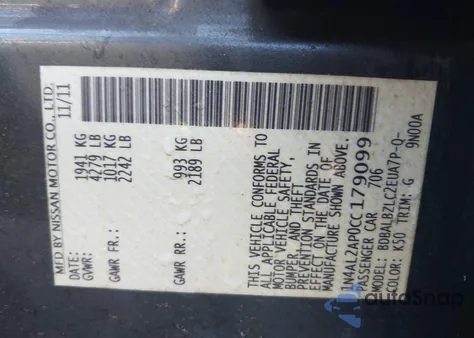 MFD BY NISSAN MOTOR CO., LTD.
11/11
GVWR: 1941 KG
4279 LB
GAWR FR: 1017 KG
2242 LB
GAWR RR: 993 KG
2189 LB
THIS VEHICLE CONFORMS TO
ALL APPLICABLE FEDERAL
MOTOR VEHICLE SAFETY,
BUMPER, AND THEFT
PREVENTION STANDARDS, IN
EFFECT ON THE DATE OF
MANUFACTURE SHOWN ABOVE.
1N4AL2AP0CC179099
PASSENGER CAR 706
MODEL: BDBALBZLC2EUA7P-Q-
COLOR: K50 TRIM: G 9N00A
autoSnap